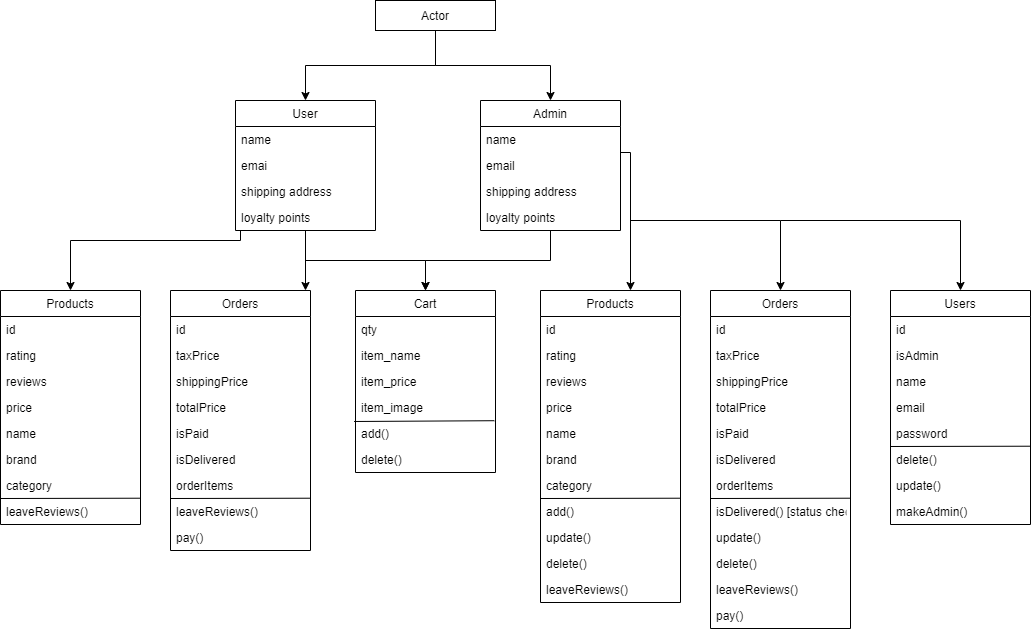 Actor
User
name
emai
shipping address
loyalty points
Admin
name
email
shipping address
loyalty points
Products
id
rating
reviews
price
name
brand
category
leaveReviews()
Orders
id
taxPrice
shippingPrice
totalPrice
isPaid
isDelivered
orderItems
leaveReviews()
pay()
Cart
qty
item_name
item_price
item_image
add()
delete()
Products
id
rating
reviews
price
name
brand
category
add()
update()
delete()
leaveReviews()
Orders
id
taxPrice
shippingPrice
totalPrice
isPaid
isDelivered
orderItems
isDelivered() [status che
update()
delete()
leaveReviews()
pay()
Users
id
isAdmin
name
email
password
delete()
update()
makeAdmin()